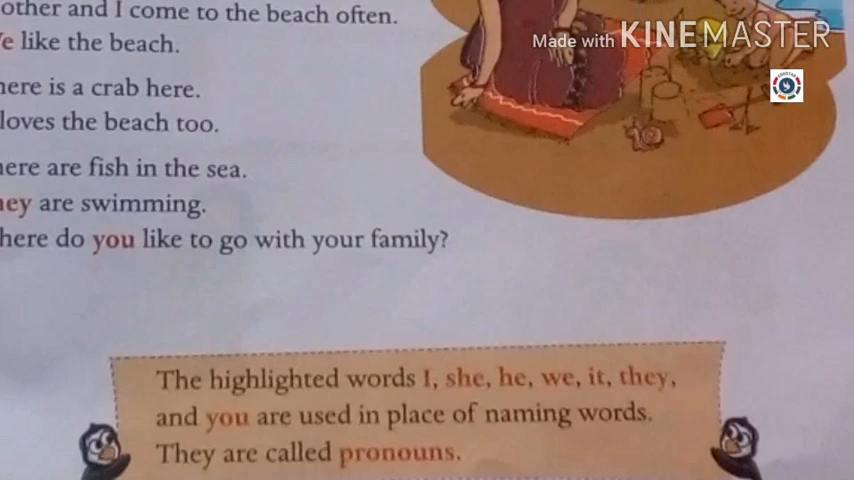 other and I come to the beach often.
e like the beach.
here is a crab here.
loves the beach too.
here are fish in the sea.
hey are swimming.
here do you like to go with your family?
Made with KINEMASTER
The highlighted words I, she, he, we, it, they,
and you are used in place of naming words.
They are called pronouns.